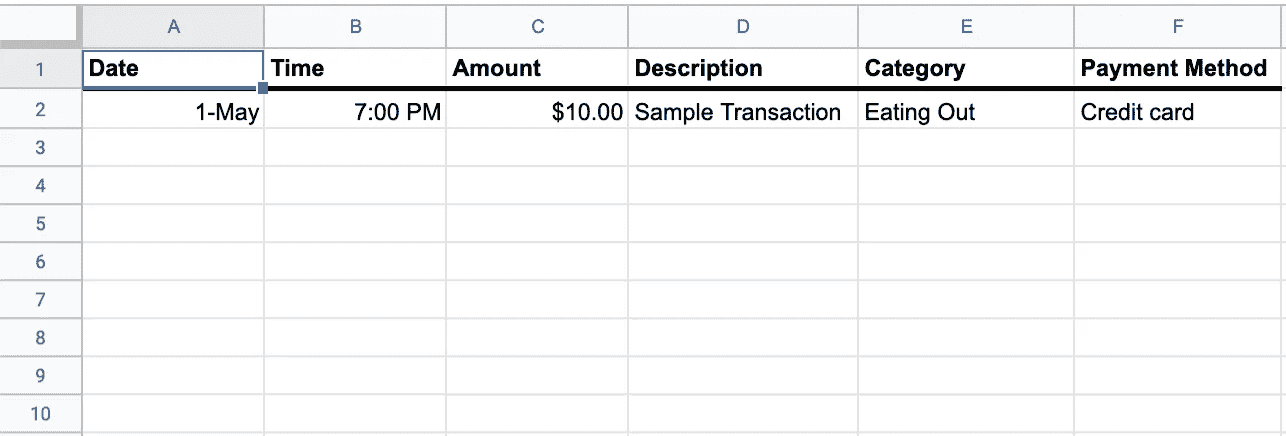 A B C D E F
1 Date Time Amount Description Category Payment Method
2 1-May 7:00 PM $10.00 Sample Transaction Eating Out Credit card
3
4
5
6
7
8
9
10